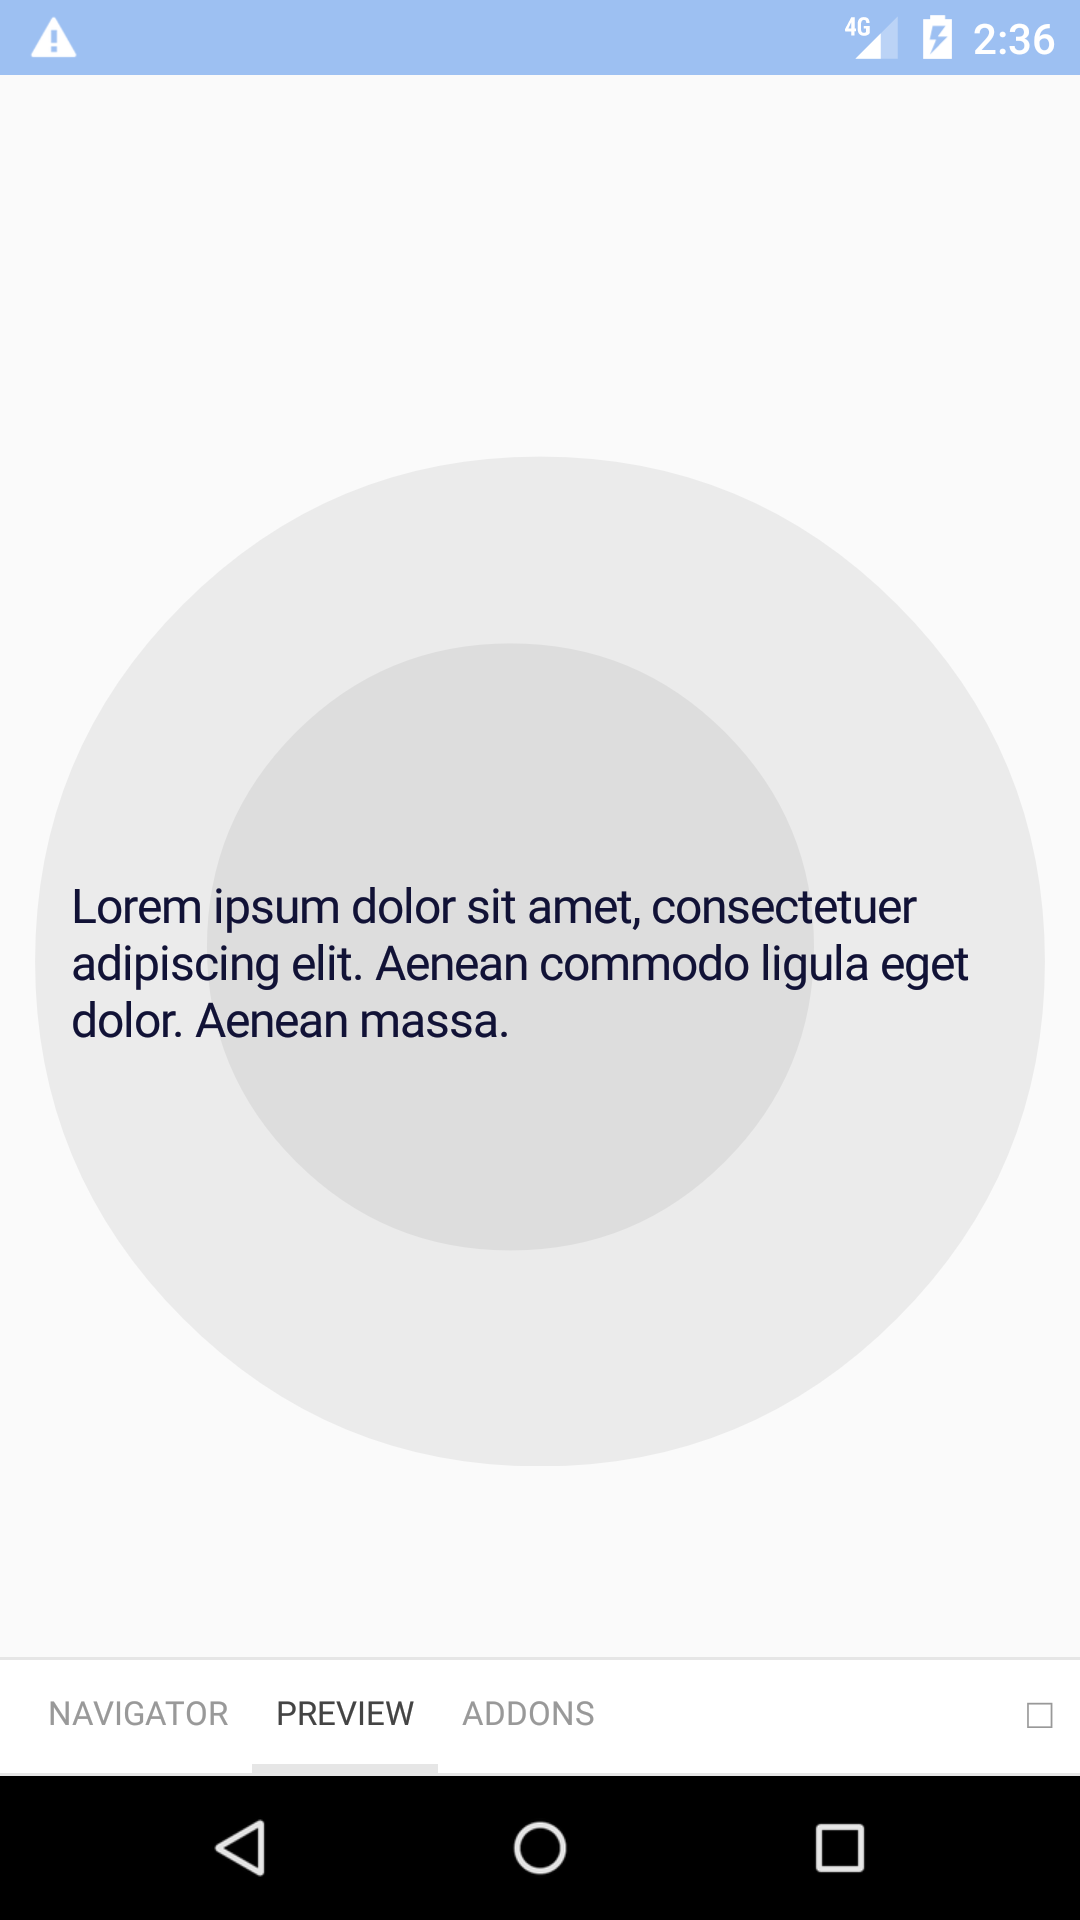 4G 2:36
Lorem ipsum dolor sit amet, consectetuer
adipiscing elit. Aenean commodo ligula eget
dolor. Aenean massa.
NAVIGATOR PREVIEW ADDONS